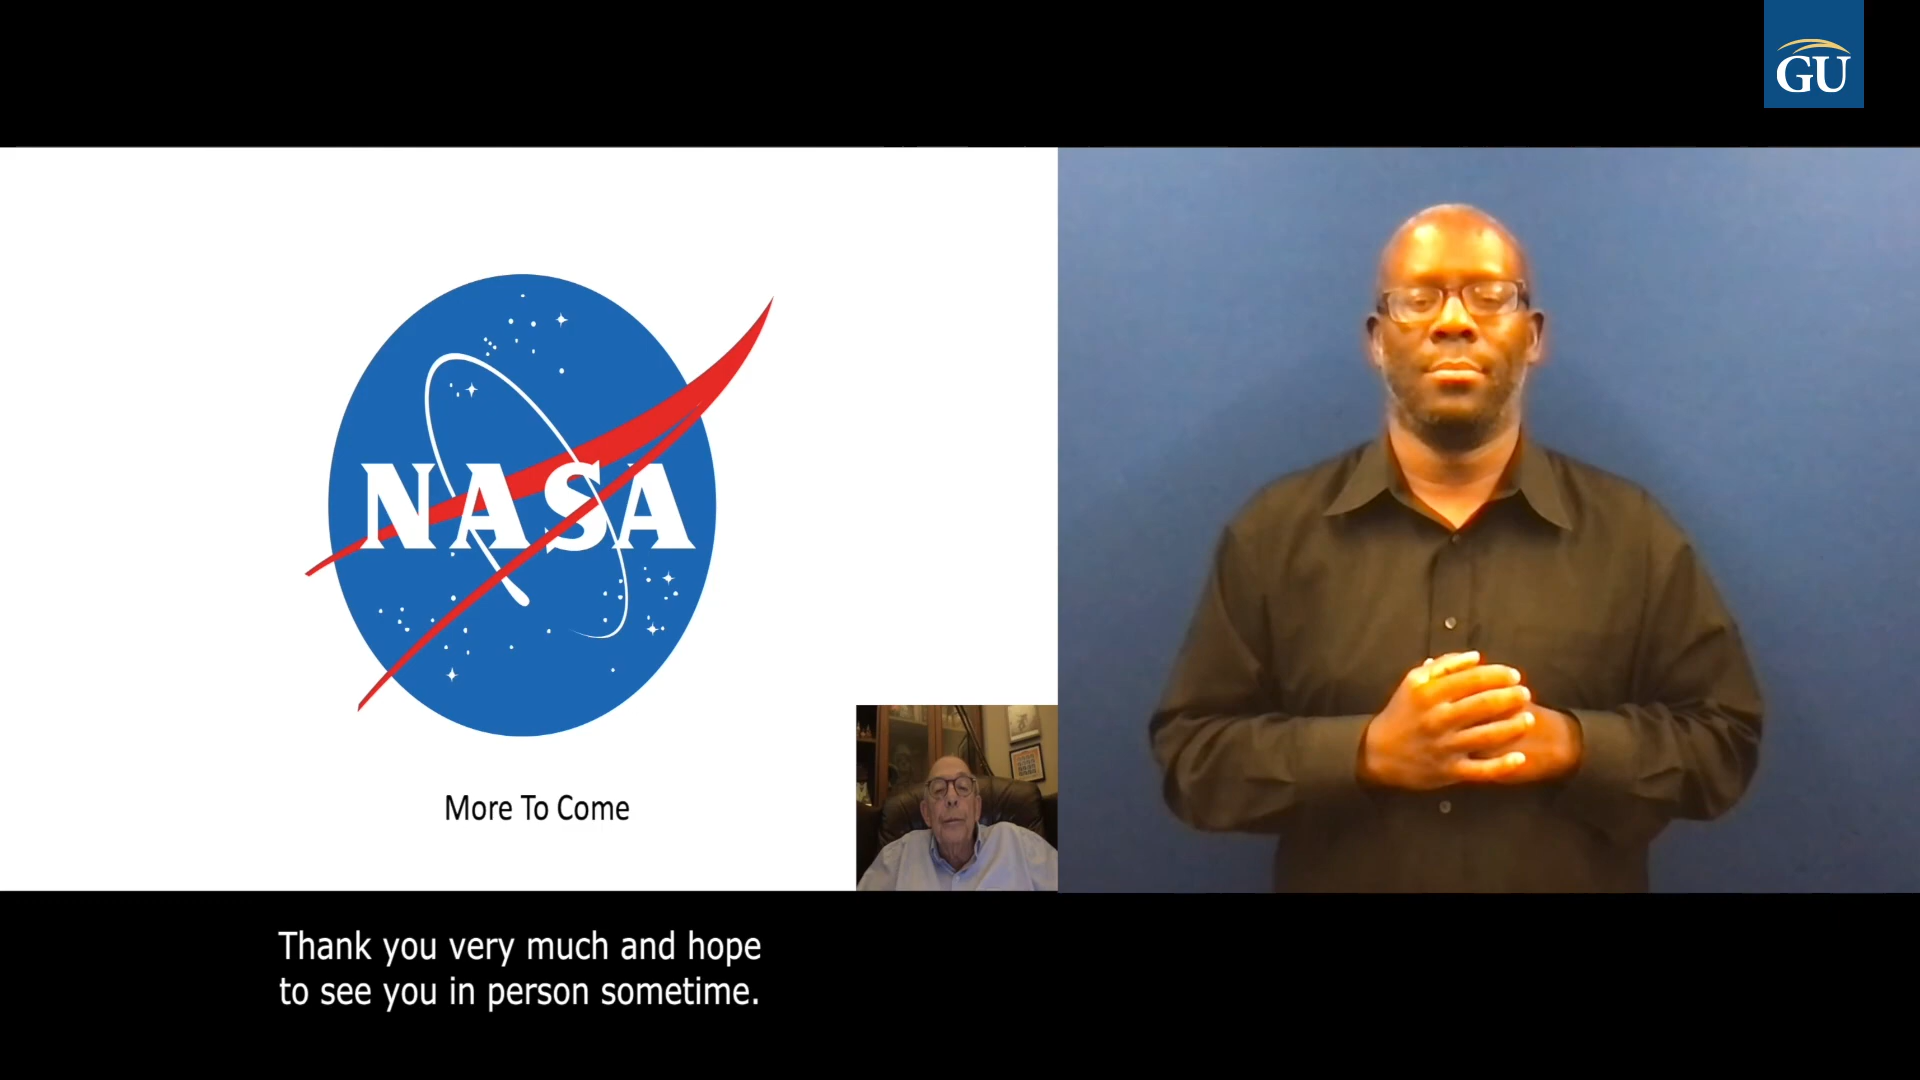 GU
NASA
More To Come
Thank you very much and hope
to see you in person sometime.